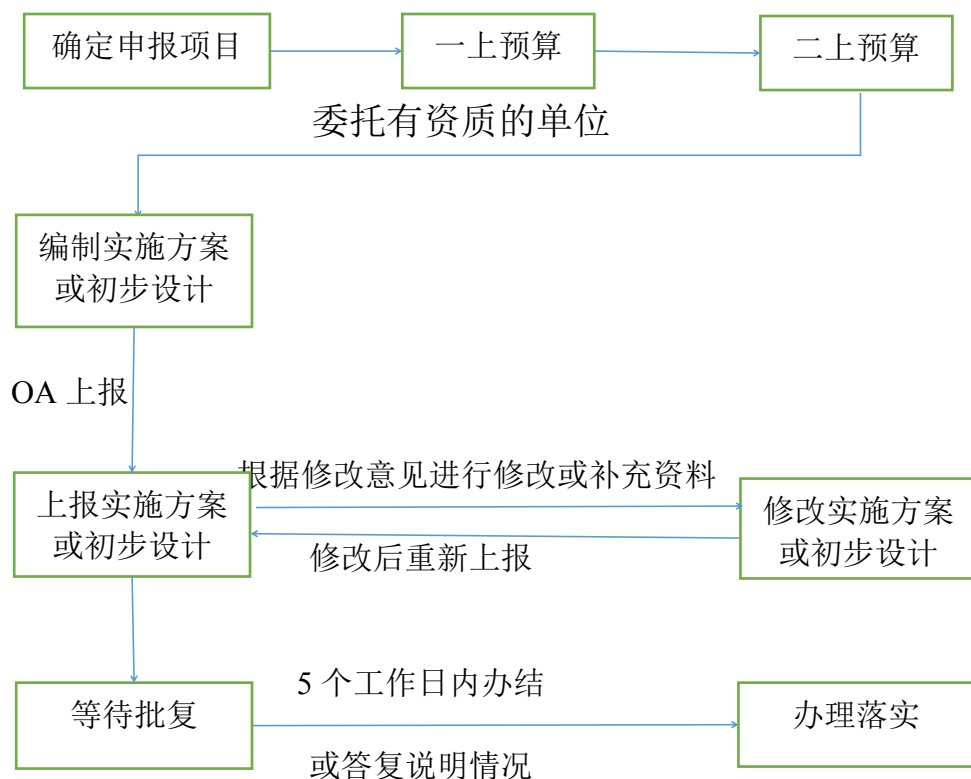 确定申报项目
一上预算
二上预算
委托有资质的单位
编制实施方案
或初步设计
OA 上报
根据修改意见进行修改或补充资料
上报实施方案
或初步设计
修改实施方案
或初步设计
修改后重新上报
5 个工作日内办结
等待批复
办理落实
或答复说明情况